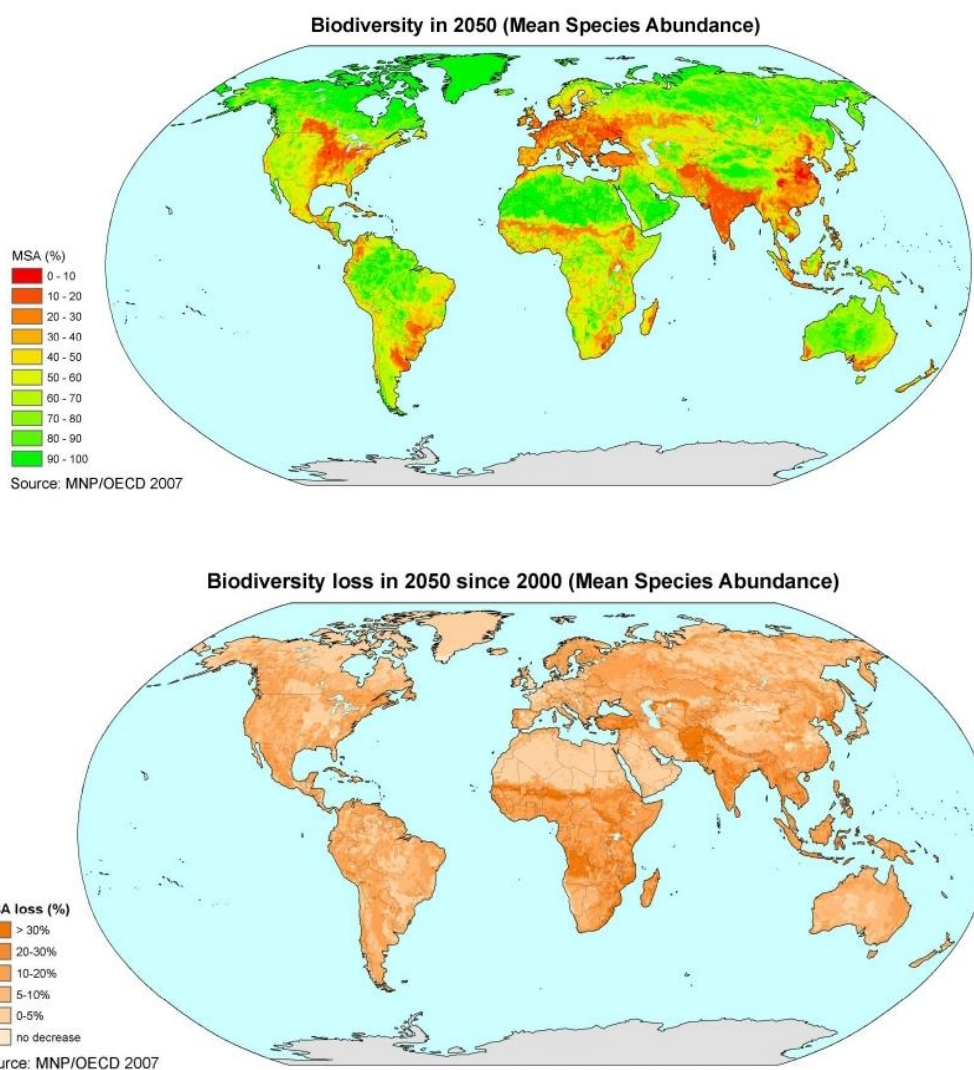 Biodiversity in 2050 (Mean Species Abundance)
MSA (%)
0 - 10
10 - 20
20 - 30
30 - 40
40 - 50
50 - 60
60 - 70
70 - 80
80 - 90
90 - 100
Source: MNP/OECD 2007
Biodiversity loss in 2050 since 2000 (Mean Species Abundance)
SA loss (%)
> 30%
20-30%
10-20%
5-10%
0-5%
no decrease
urce: MNP/OECD 2007